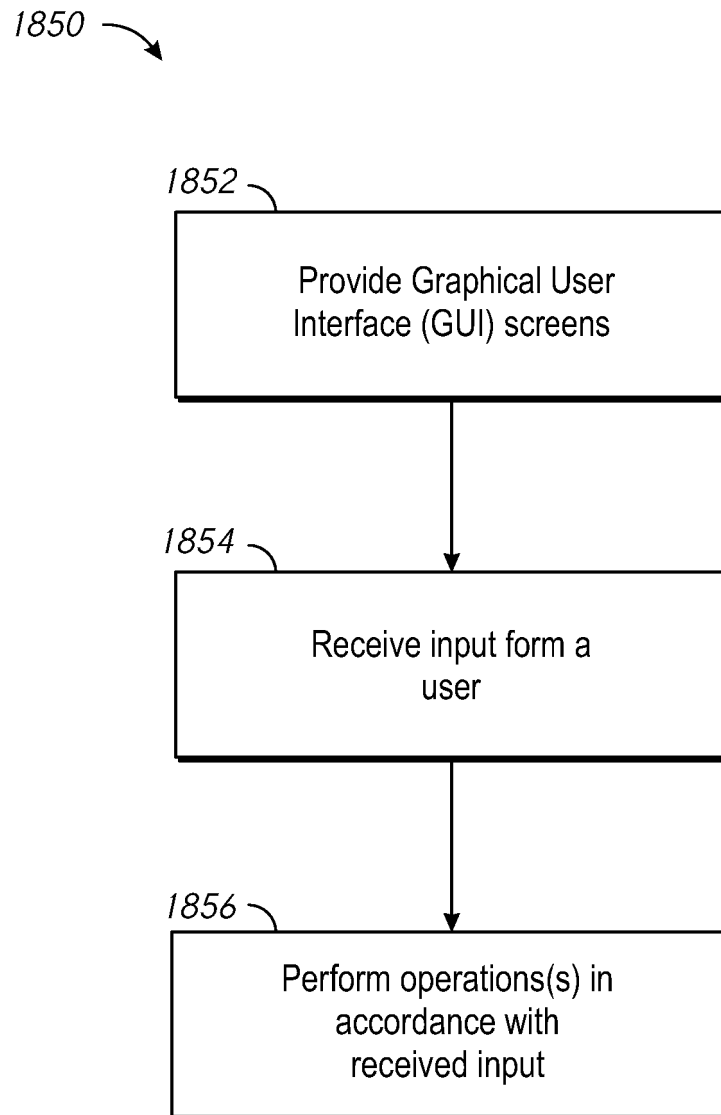 1850
1852
Provide Graphical User
Interface (GUI) screens
1854
Receive input form a
user
1856
Perform operations(s) in
accordance with
received input